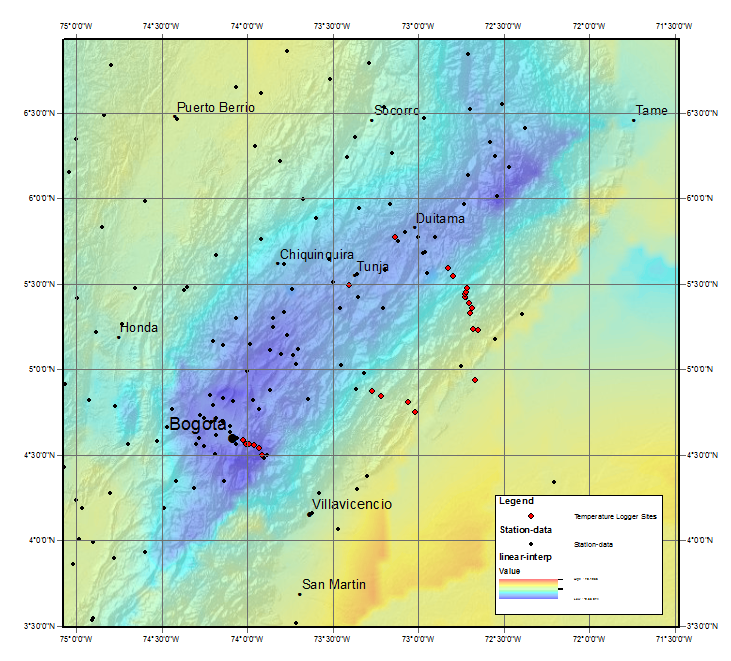 75°0'0"W 74°30'0"W 74°0'0"W 73°30'0"W 73°0'0"W 72°30'0"W 72°0'0"W 71°30'0"W
6°30'0"N 6°30'0"N
Puerto Berrio
Socorro
Tame
6°0'0"N 6°0'0"N
Duitama
Chiquinquira
Tunja
5°30'0"N 5°30'0"N
Honda
5°0'0"N 5°0'0"N
Bogota
4°30'0"N 4°30'0"N
Villavicencio
4°0'0"N 4°0'0"N
San Martin
3°30'0"N 3°30'0"N
Legend
Temperature Logger Sites
Station-data
Station-data
linear-interp
Value
75°0'0"W 74°30'0"W 74°0'0"W 73°30'0"W 73°0'0"W 72°30'0"W 72°0'0"W 71°30'0"W